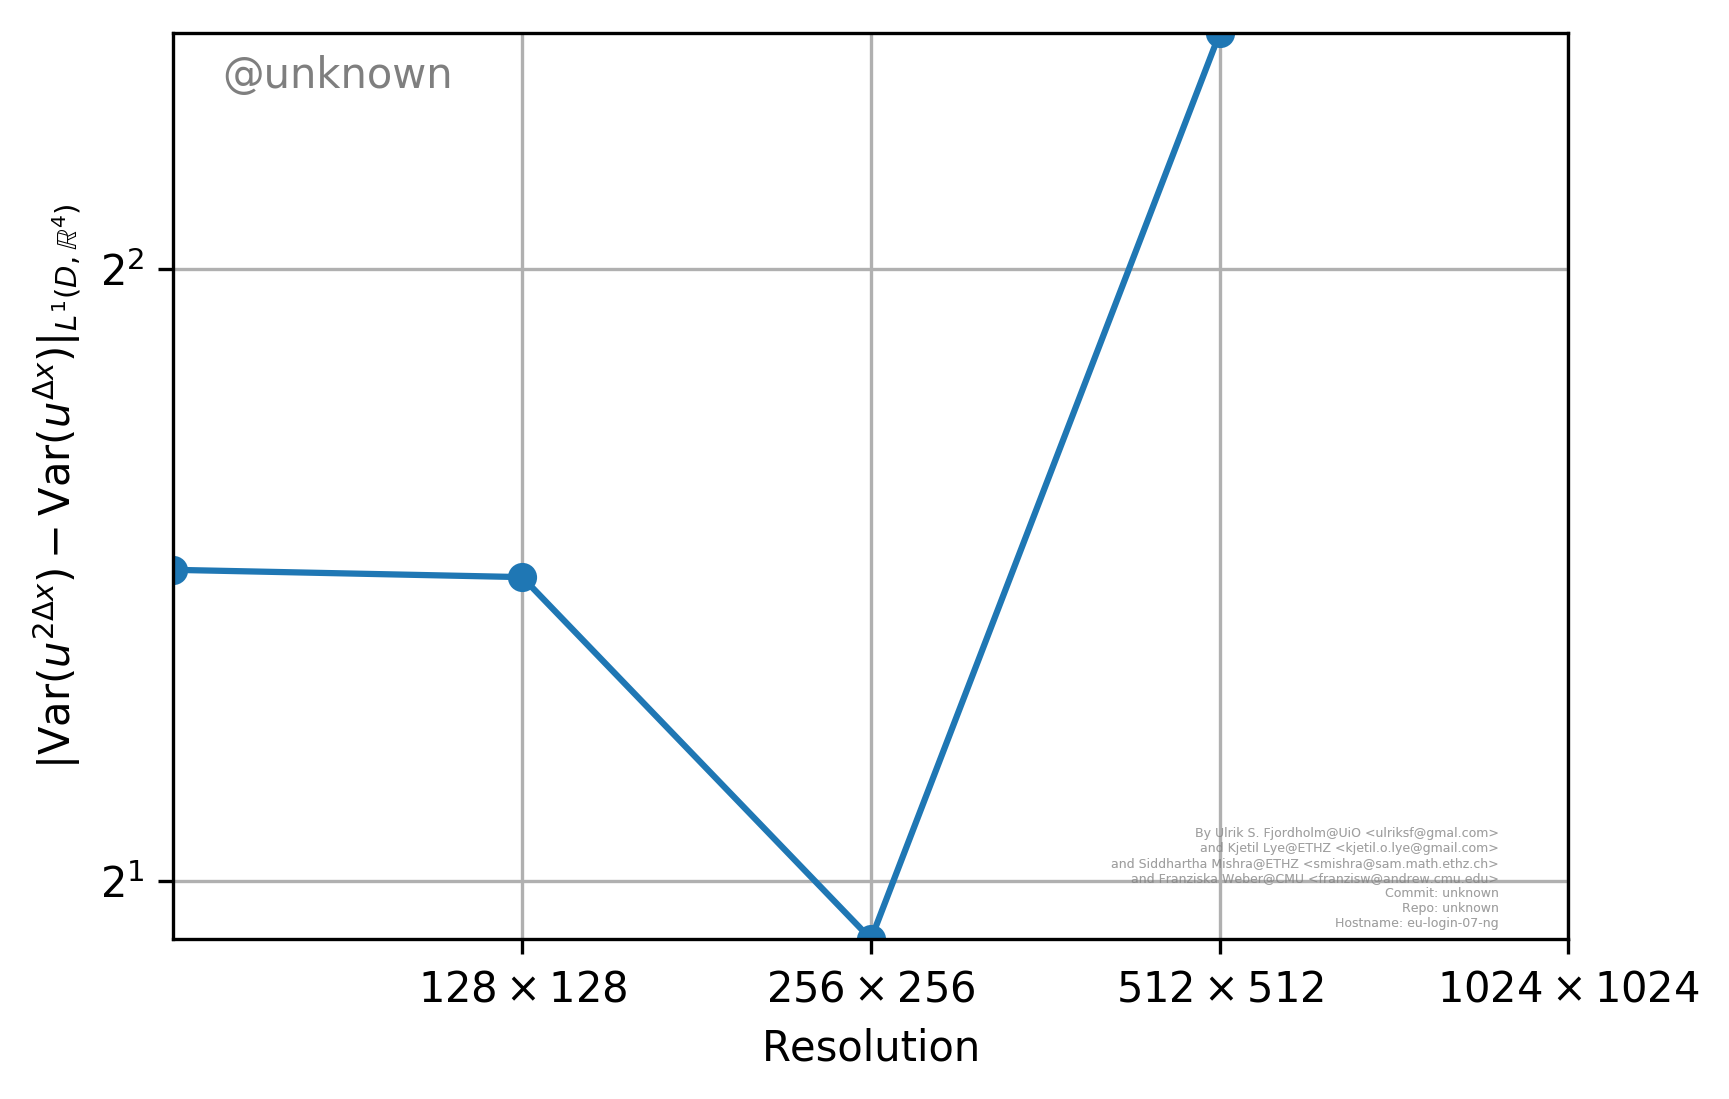 @unknown
|Var(u^{2Δx}) − Var(u^{Δx})|_{L^1(D, ℝ^4)}
2^2
2^1
By Ulrik S. Fjordholm@UiO <ulriksf@gmal.com>
and Kjetil Lye@ETHZ <kjetil.o.lye@gmail.com>
and Siddhartha Mishra@ETHZ <smishra@sam.math.ethz.ch>
and Franziska Weber@CMU <franzisw@andrew.cmu.edu>
Commit: unknown
Repo: unknown
Hostname: eu-login-07-ng
128 × 128 256 × 256 512 × 512 1024 × 1024
Resolution